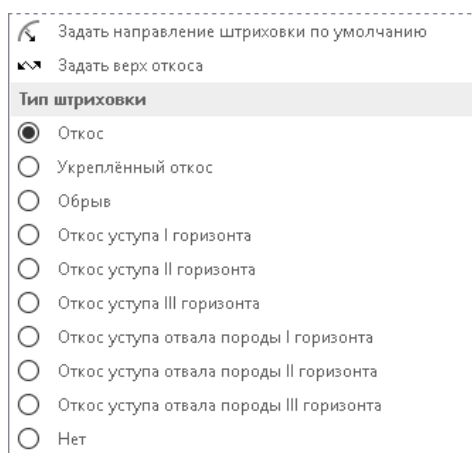 Задать направление штриховки по умолчанию
Задать верх откоса
Тип штриховки
Откос
Укреплённый откос
Обрыв
Откос уступа I горизонта
Откос уступа II горизонта
Откос уступа III горизонта
Откос уступа отвала породы I горизонта
Откос уступа отвала породы II горизонта
Откос уступа отвала породы III горизонта
Нет